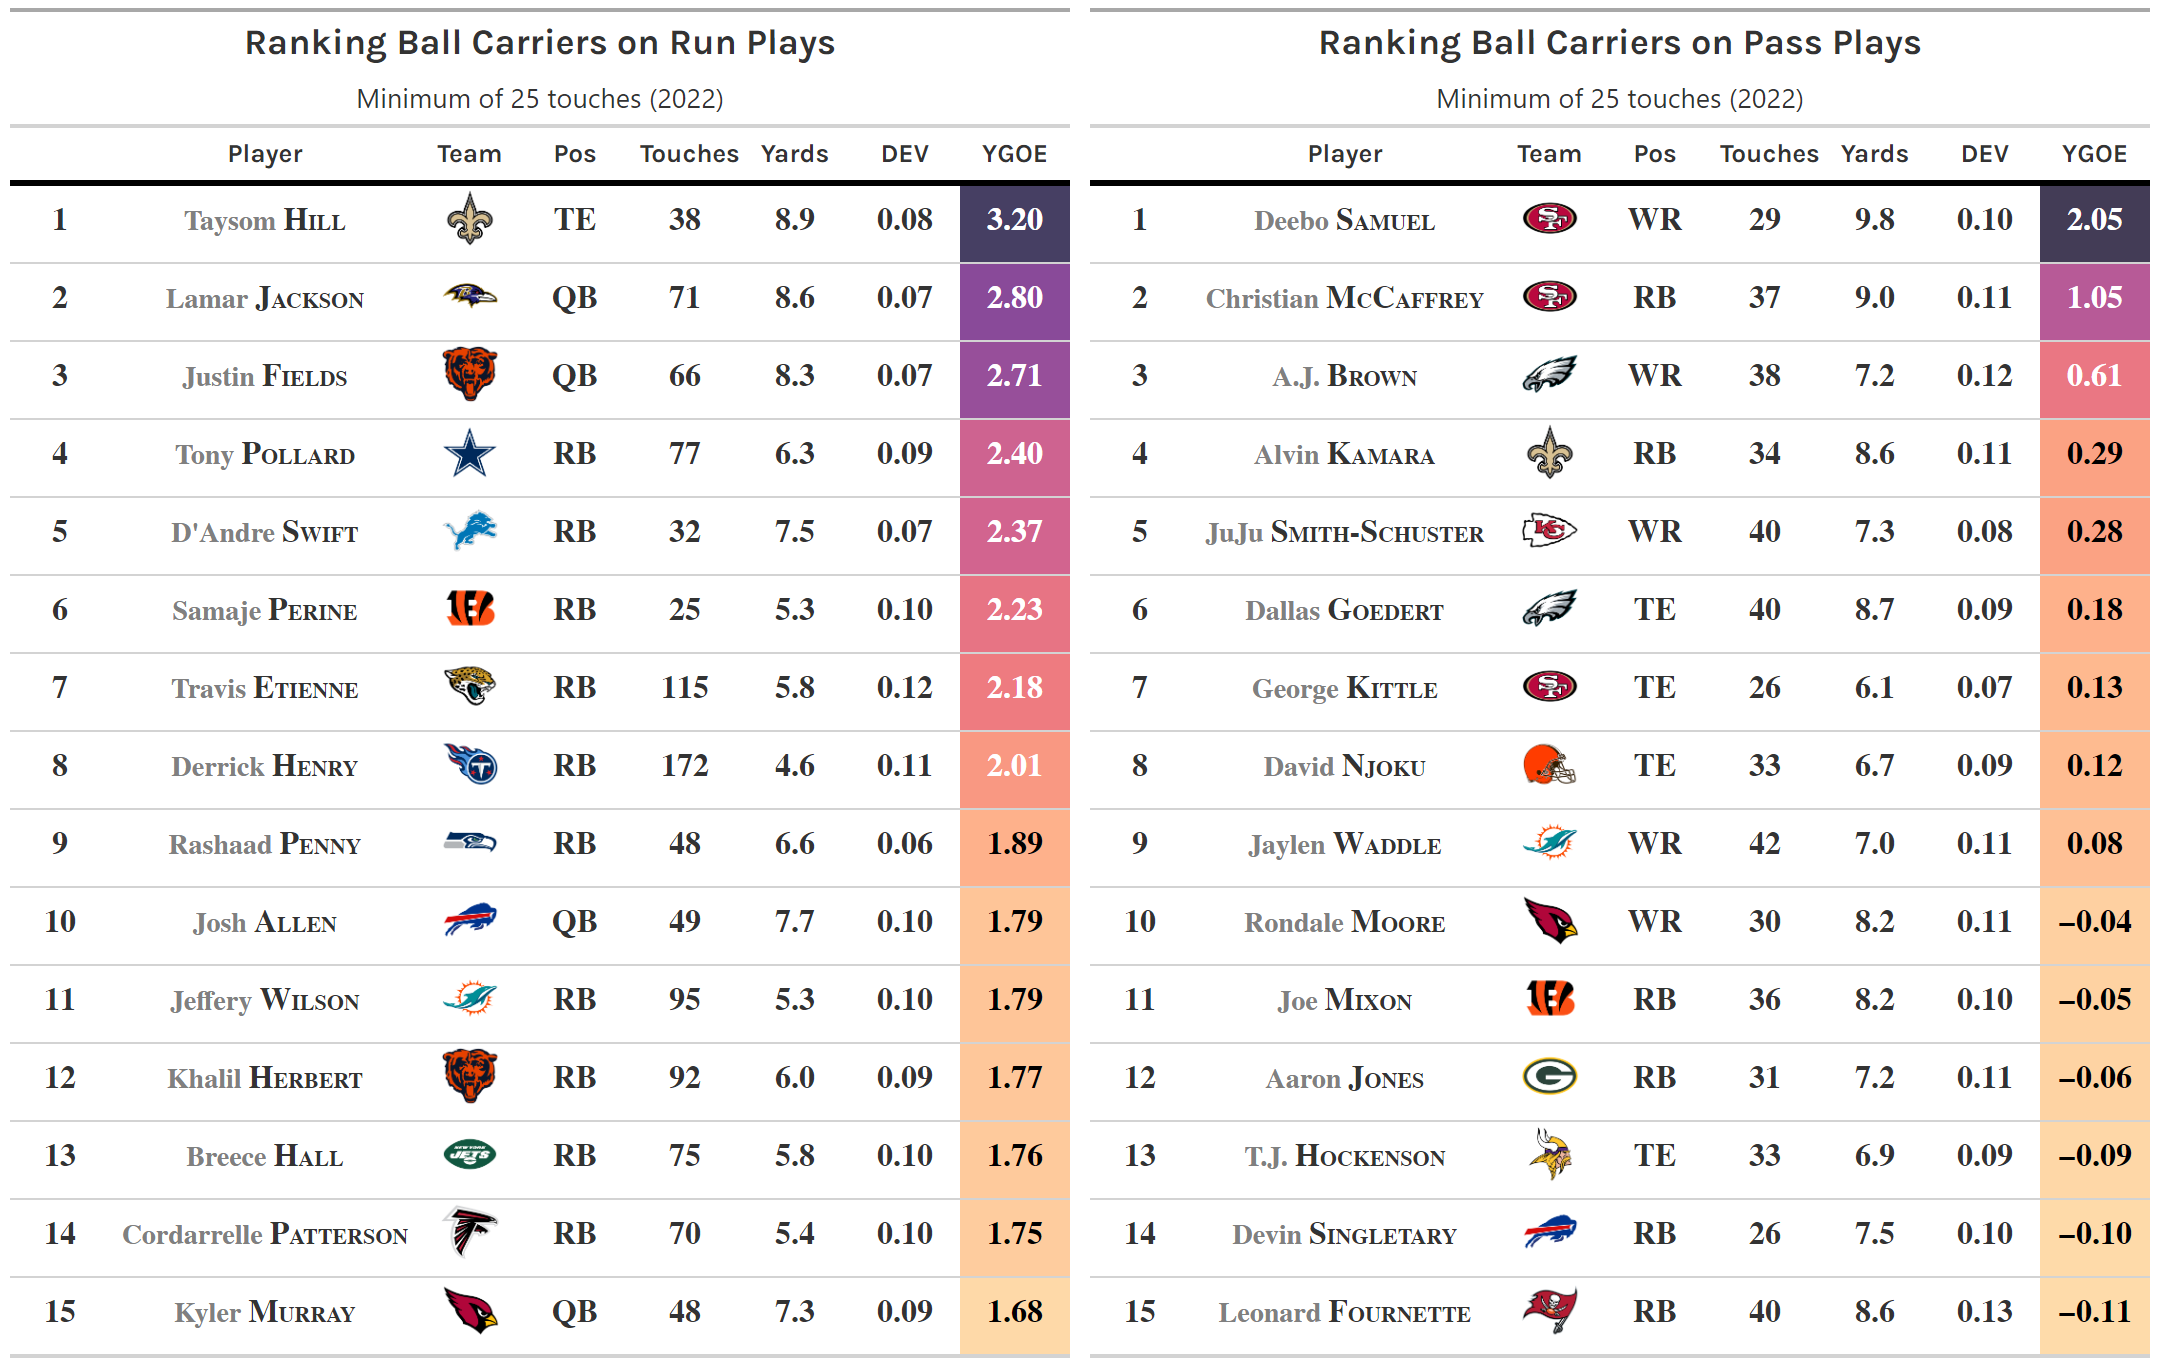 Ranking Ball Carriers on Run Plays
Minimum of 25 touches (2022)
Player Team Pos Touches Yards DEV YGOE
1 Taysom HILL TE 38 8.9 0.08 3.20
2 Lamar JACKSON QB 71 8.6 0.07 2.80
3 Justin FIELDS QB 66 8.3 0.07 2.71
4 Tony POLLARD RB 77 6.3 0.09 2.40
5 D'Andre SWIFT RB 32 7.5 0.07 2.37
6 Samaje PERINE RB 25 5.3 0.10 2.23
7 Travis ETIENNE RB 115 5.8 0.12 2.18
8 Derrick HENRY RB 172 4.6 0.11 2.01
9 Rashaad PENNY RB 48 6.6 0.06 1.89
10 Josh ALLEN QB 49 7.7 0.10 1.79
11 Jeffery WILSON RB 95 5.3 0.10 1.79
12 Khalil HERBERT RB 92 6.0 0.09 1.77
13 Breece HALL JETS RB 75 5.8 0.10 1.76
14 Cordarrelle PATTERSON RB 70 5.4 0.10 1.75
15 Kyler MURRAY QB 48 7.3 0.09 1.68
Ranking Ball Carriers on Pass Plays
Minimum of 25 touches (2022)
Player Team Pos Touches Yards DEV YGOE
1 Deebo SAMUEL SF WR 29 9.8 0.10 2.05
2 Christian MCCAFFREY SF RB 37 9.0 0.11 1.05
3 A.J. BROWN WR 38 7.2 0.12 0.61
4 Alvin KAMARA RB 34 8.6 0.11 0.29
5 JuJu SMITH-SCHUSTER KC WR 40 7.3 0.08 0.28
6 Dallas GOEDERT TE 40 8.7 0.09 0.18
7 George KITTLE SF TE 26 6.1 0.07 0.13
8 David NJOKU TE 33 6.7 0.09 0.12
9 Jaylen WADDLE WR 42 7.0 0.11 0.08
10 Rondale MOORE WR 30 8.2 0.11 −0.04
11 Joe MIXON RB 36 8.2 0.10 −0.05
12 Aaron JONES G RB 31 7.2 0.11 −0.06
13 T.J. HOCKENSON TE 33 6.9 0.09 −0.09
14 Devin SINGLETARY RB 26 7.5 0.10 −0.10
15 Leonard FOURNETTE RB 40 8.6 0.13 −0.11